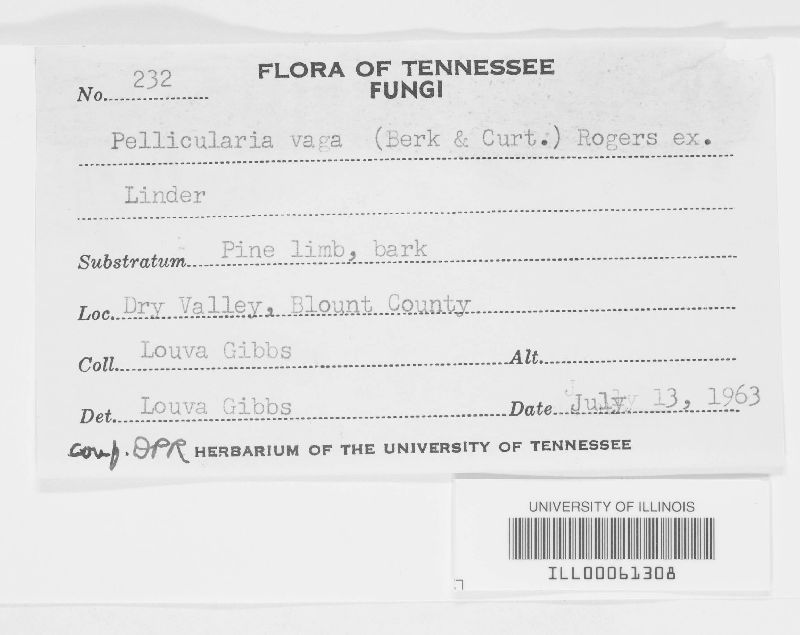 FLORA OF TENNESSEE
No. 232 FUNGI
Pellicularia vaga (Berk & Curt.) Rogers ex.
Linder
Substratum Pine limb, bark
Loc. Dry Valley, Blount County
Coll. Louva Gibbs Alt.
Det. Louva Gibbs Date July 13, 1963
conf. DPR HERBARIUM OF THE UNIVERSITY OF TENNESSEE
UNIVERSITY OF ILLINOIS
ILL00061308